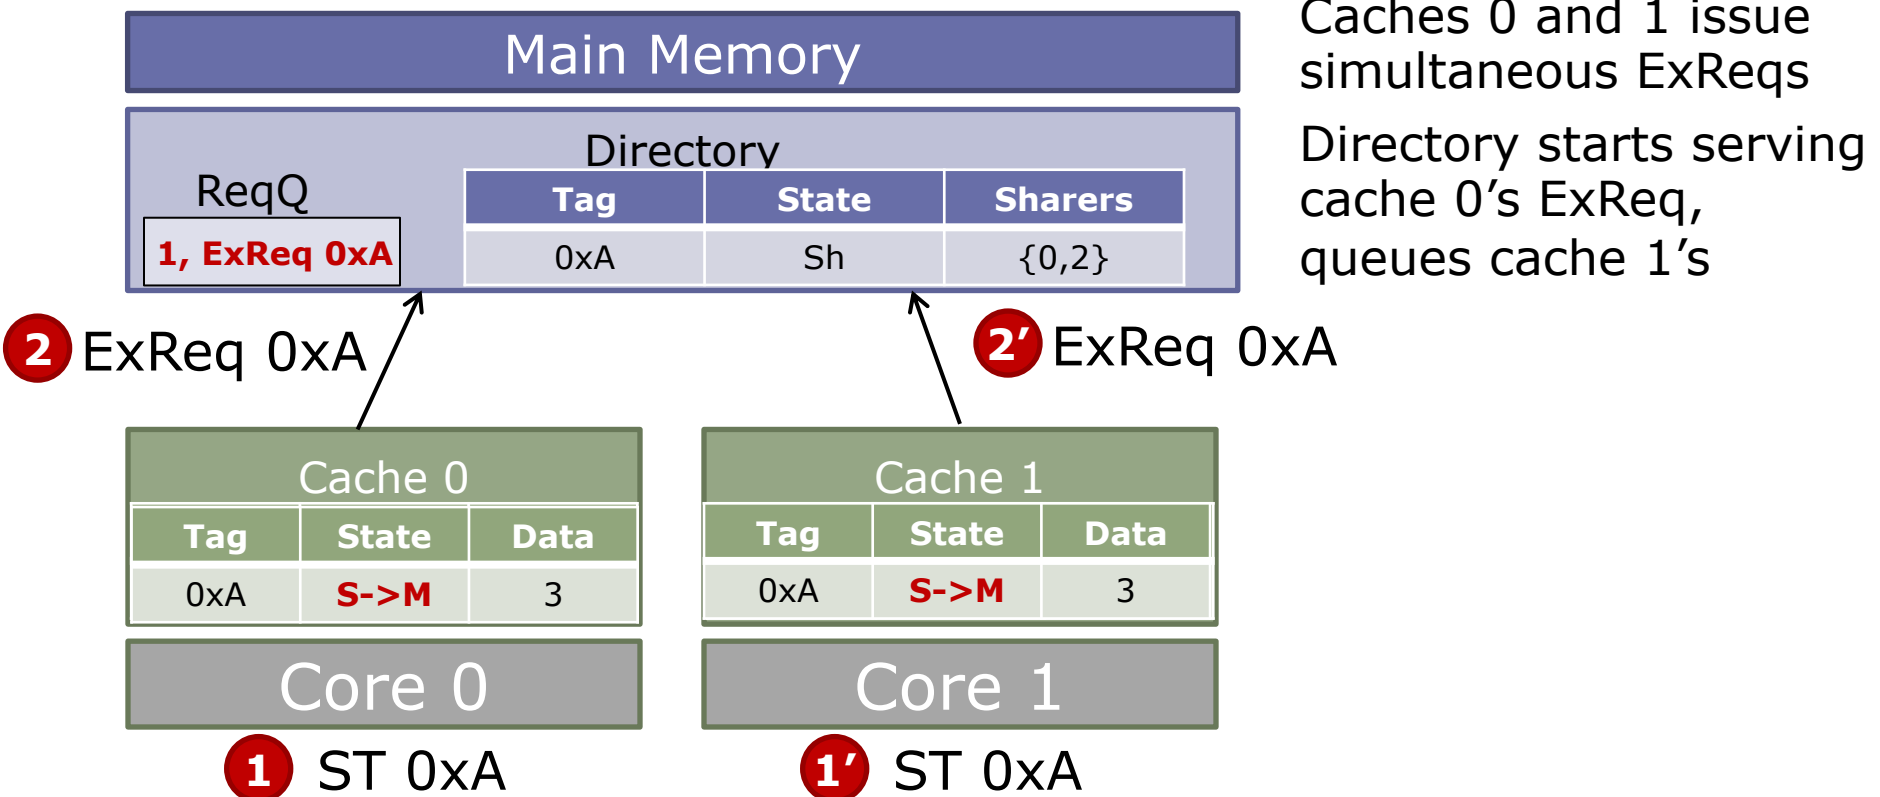 Main Memory
Directory
ReqQ
1, ExReq 0xA
Tag State Sharers
0xA Sh {0,2}
Caches 0 and 1 issue
simultaneous ExReqs
Directory starts serving
cache 0’s ExReq,
queues cache 1’s
2 ExReq 0xA
2’ ExReq 0xA
Cache 0
Tag State Data
0xA S->M 3
Core 0
1 ST 0xA
Cache 1
Tag State Data
0xA S->M 3
Core 1
1’ ST 0xA